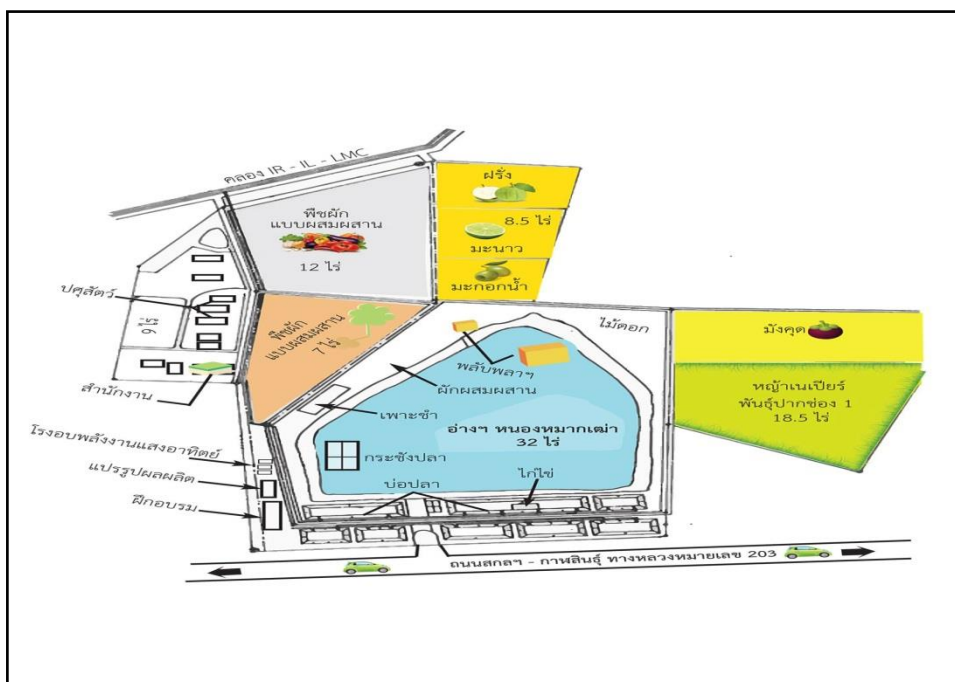 คลอง IR - IL - LMC
ฝรั่ง
8.5 ไร่
มะนาว
มะกอกน้ำ
พืชผัก
แบบผสมผสาน
12 ไร่
ปศุสัตว์
9 ไร่
พืชผัก
แบบผสมผสาน
7 ไร่
ไม้ดอก
มังคุด
พลับพลาฯ
ผักผสมผสาน
สำนักงาน
เพาะชำ
หญ้าเนเปียร์
พันธุ์ปากช่อง 1
18.5 ไร่
อ่างฯ หนองหมากเฒ่า
32 ไร่
โรงอบพลังงานแสงอาทิตย์
กระชังปลา
แปรรูปผลผลิต
ไก่ไข่
บ่อปลา
ฝึกอบรม
ถนนสกลฯ - กาฬสินธุ์ ทางหลวงหมายเลข 203